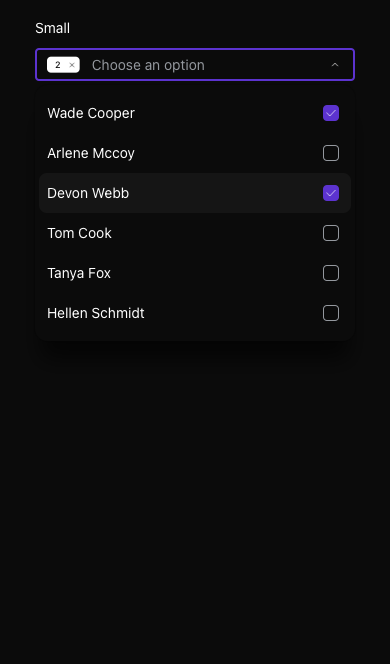 Small
2 Choose an option
Wade Cooper
Arlene Mccoy
Devon Webb
Tom Cook
Tanya Fox
Hellen Schmidt